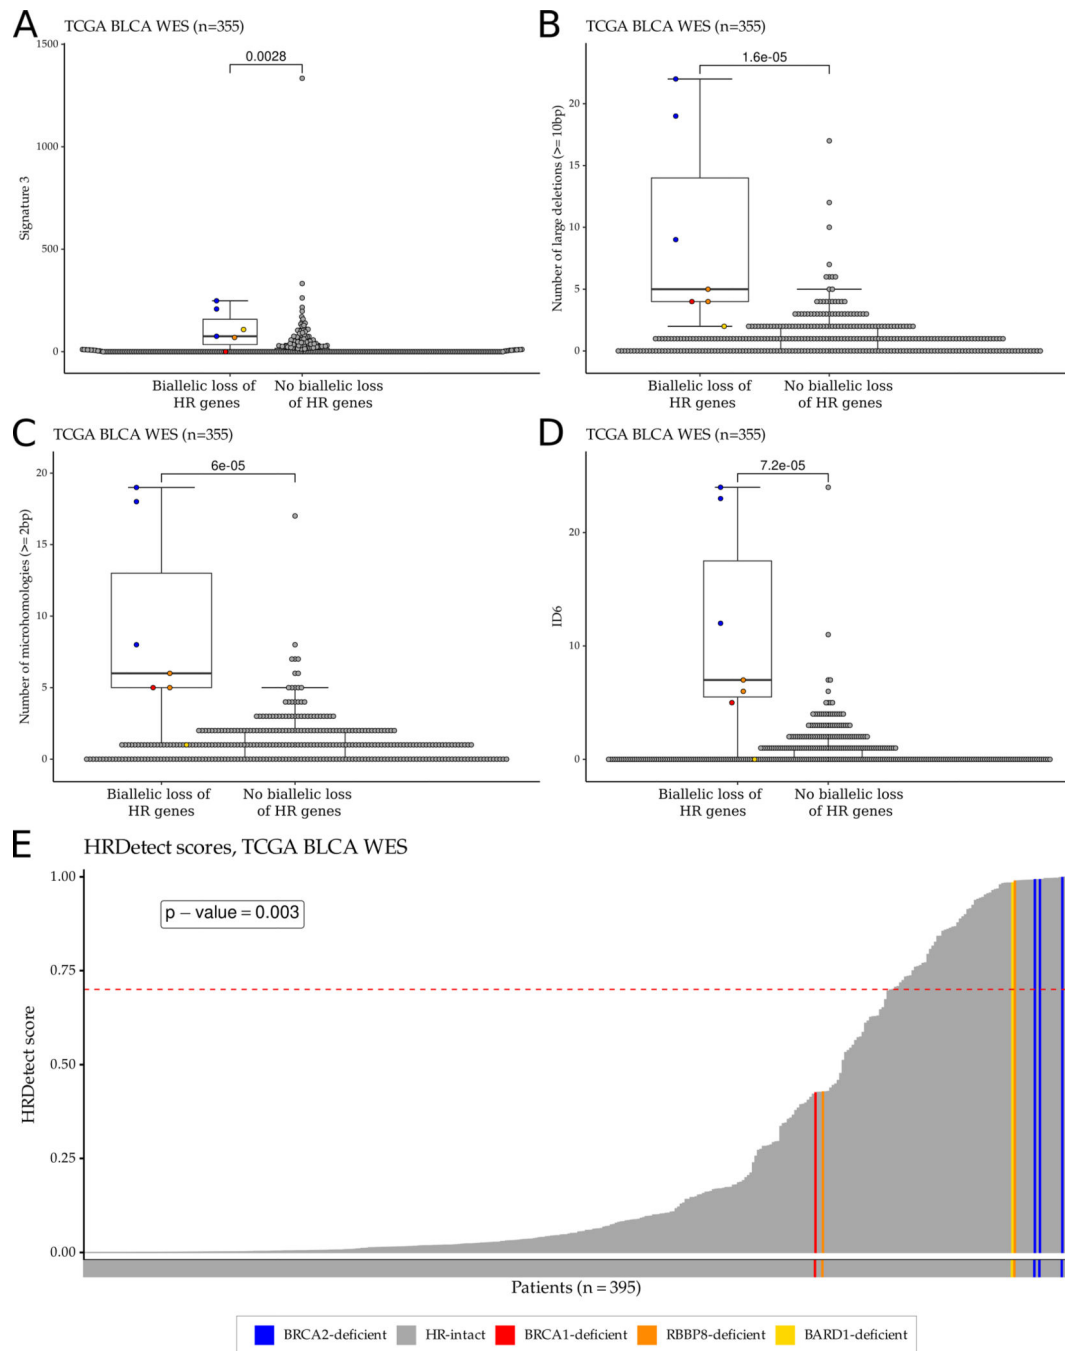 A
TCGA BLCA WES (n=355)
1500
1000
500
0
Signature 3
0.0028
Biallelic loss of
HR genes
No biallelic loss
of HR genes
B
TCGA BLCA WES (n=355)
20
15
10
5
0
Number of large deletions (>= 10bp)
1.6e-05
Biallelic loss of
HR genes
No biallelic loss
of HR genes
C
TCGA BLCA WES (n=355)
20
15
10
5
0
Number of microhomologies (>= 2bp)
6e-05
Biallelic loss of
HR genes
No biallelic loss
of HR genes
D
TCGA BLCA WES (n=355)
20
10
0
ID6
7.2e-05
Biallelic loss of
HR genes
No biallelic loss
of HR genes
E
HRDetect scores, TCGA BLCA WES
1.00
0.75
0.50
0.25
0.00
HRDetect score
p − value = 0.003
Patients (n = 395)
BRCA2-deficient
HR-intact
BRCA1-deficient
RBBP8-deficient
BARD1-deficient